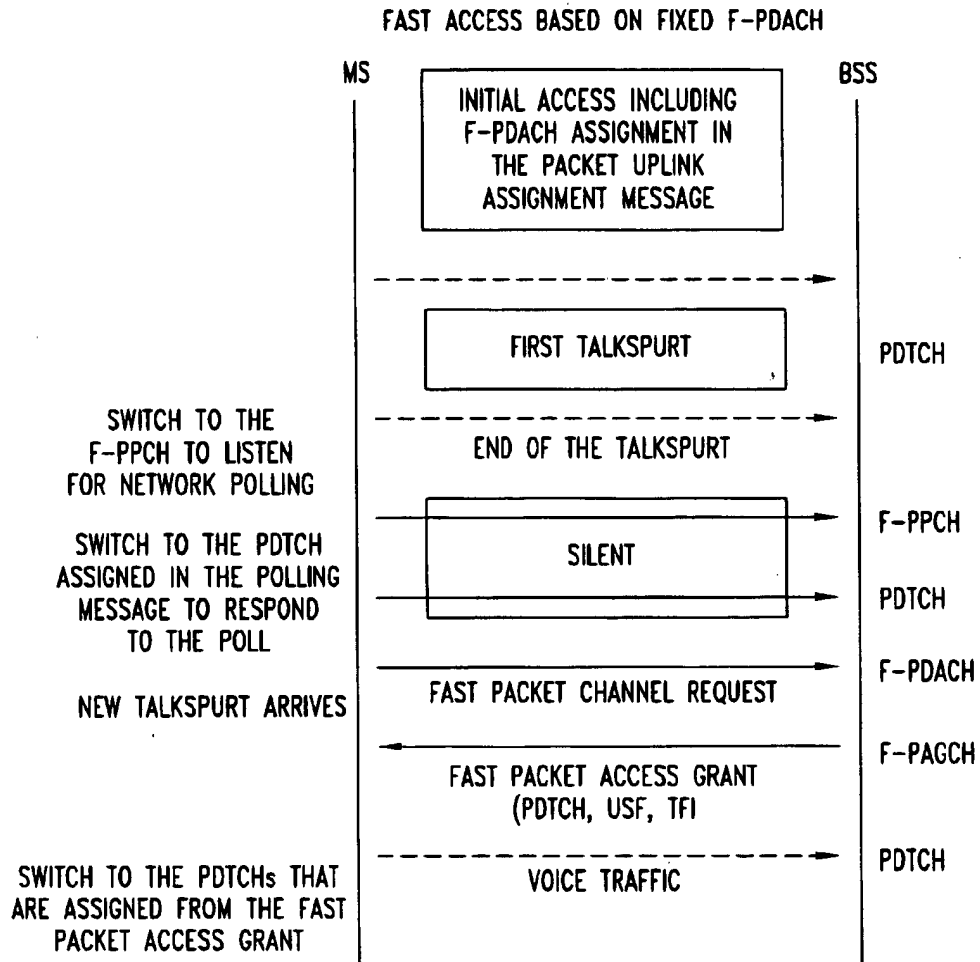 FAST ACCESS BASED ON FIXED F-PDACH
MS
BSS
INITIAL ACCESS INCLUDING
F-PDACH ASSIGNMENT IN
THE PACKET UPLINK
ASSIGNMENT MESSAGE
FIRST TALKSPURT
PDTCH
SWITCH TO THE
F-PPCH TO LISTEN
FOR NETWORK POLLING
END OF THE TALKSPURT
F-PPCH
SILENT
SWITCH TO THE PDTCH
ASSIGNED IN THE POLLING
MESSAGE TO RESPOND
TO THE POLL
PDTCH
F-PDACH
FAST PACKET CHANNEL REQUEST
NEW TALKSPURT ARRIVES
F-PAGCH
FAST PACKET ACCESS GRANT
(PDTCH, USF, TFI
PDTCH
VOICE TRAFFIC
SWITCH TO THE PDTCHs THAT
ARE ASSIGNED FROM THE FAST
PACKET ACCESS GRANT